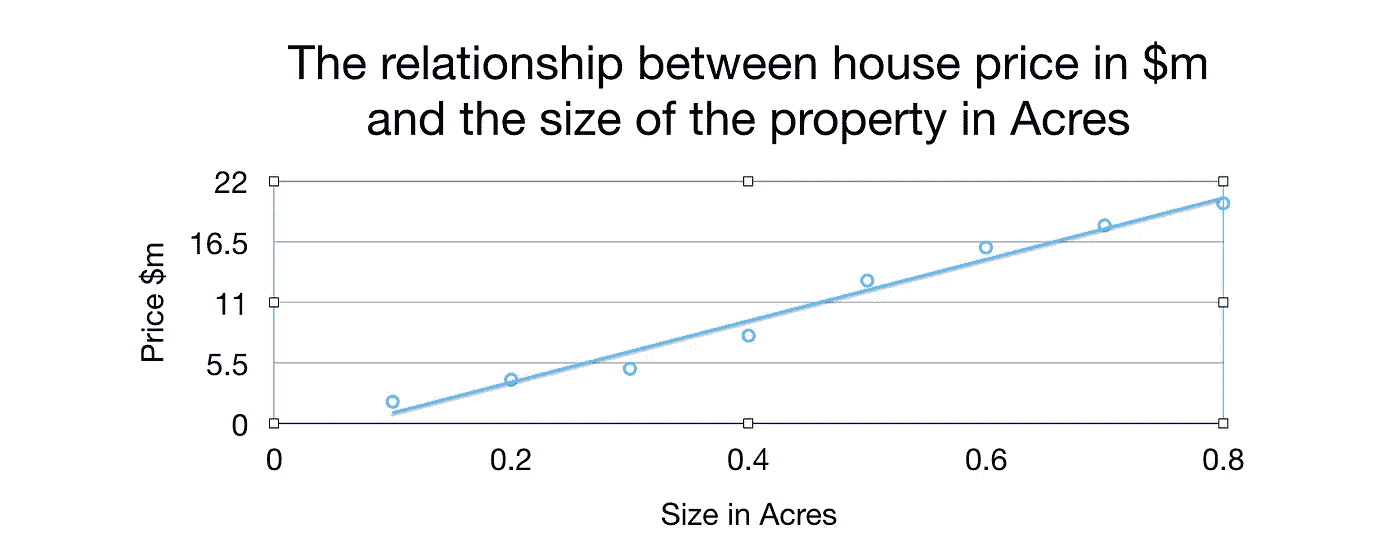 The relationship between house price in $m
and the size of the property in Acres
22
16.5
11
5.5
0
Price $m
0
0.2
0.4
0.6
0.8
Size in Acres